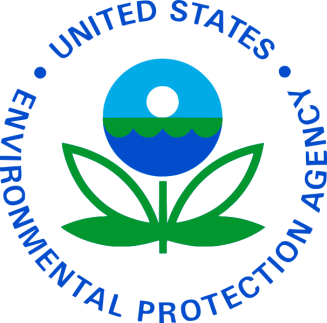 UNITED STATES
ENVIRONMENTAL PROTECTION AGENCY